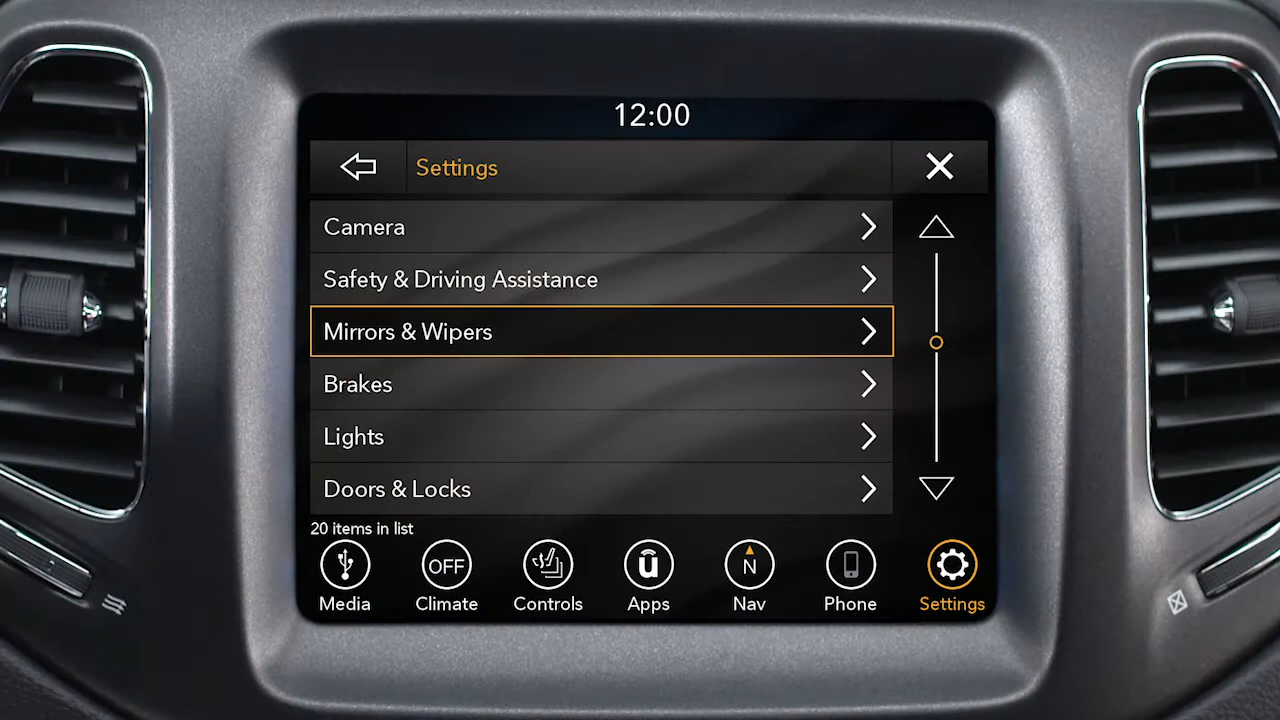 12:00
Settings
Camera
Safety & Driving Assistance
Mirrors & Wipers
Brakes
Lights
Doors & Locks
20 items in list
OFF
u
N
Media
Climate
Controls
Apps
Nav
Phone
Settings